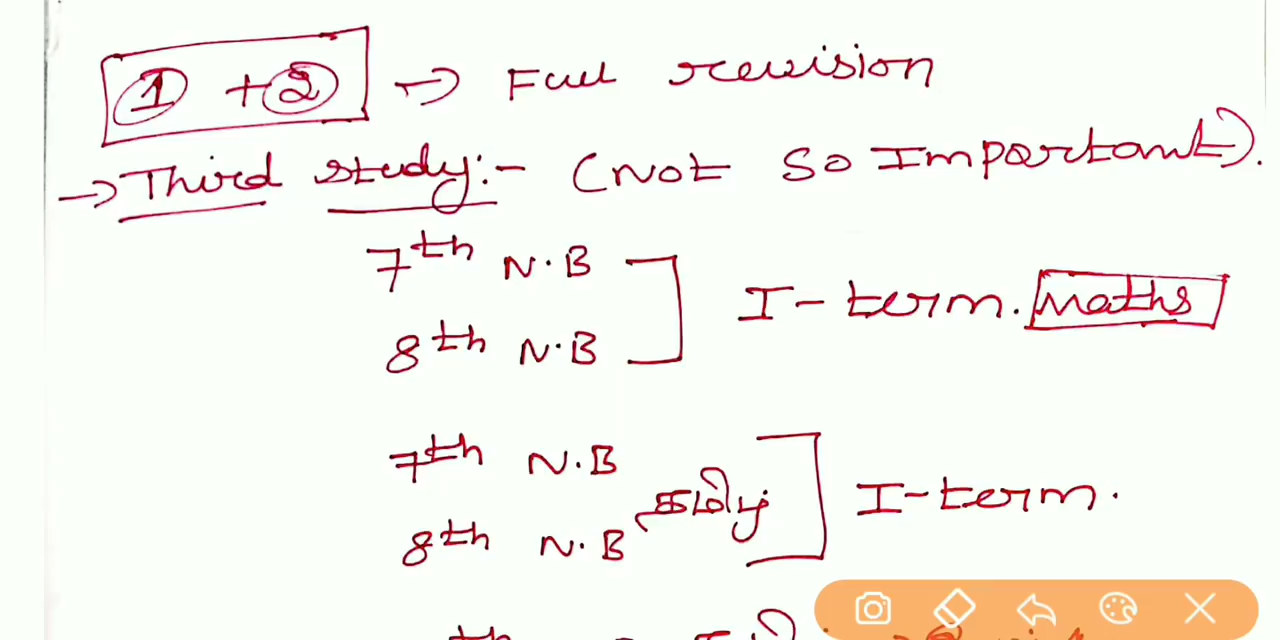 1 + 2 → Full revision
→ Third study:- (Not So Important).
7th N.B
I-term. Maths
8th N.B
7th N.B
தமிழ் I-term.
8th N.B